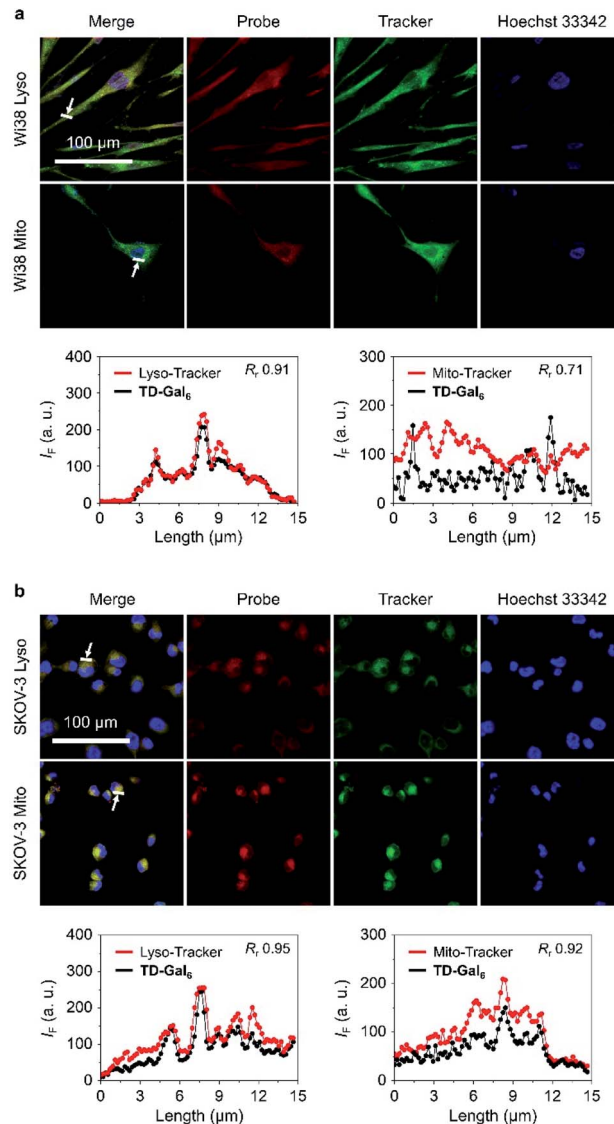 a
Merge Probe Tracker Hoechst 33342
Wi38 Lyso
100 µm
Wi38 Mito
400
300
200
100
0
I_F (a. u.)
Lyso-Tracker R_r 0.91
TD-Gal₆
0 3 6 9 12 15
Length (µm)
300
200
100
0
I_F (a. u.)
Mito-Tracker R_r 0.71
TD-Gal₆
0 3 6 9 12 15
Length (µm)
b
Merge Probe Tracker Hoechst 33342
SKOV-3 Lyso
100 µm
SKOV-3 Mito
400
300
200
100
0
I_F (a. u.)
Lyso-Tracker R_r 0.95
TD-Gal₆
0 3 6 9 12 15
Length (µm)
300
200
100
0
I_F (a. u.)
Mito-Tracker R_r 0.92
TD-Gal₆
0 3 6 9 12 15
Length (µm)